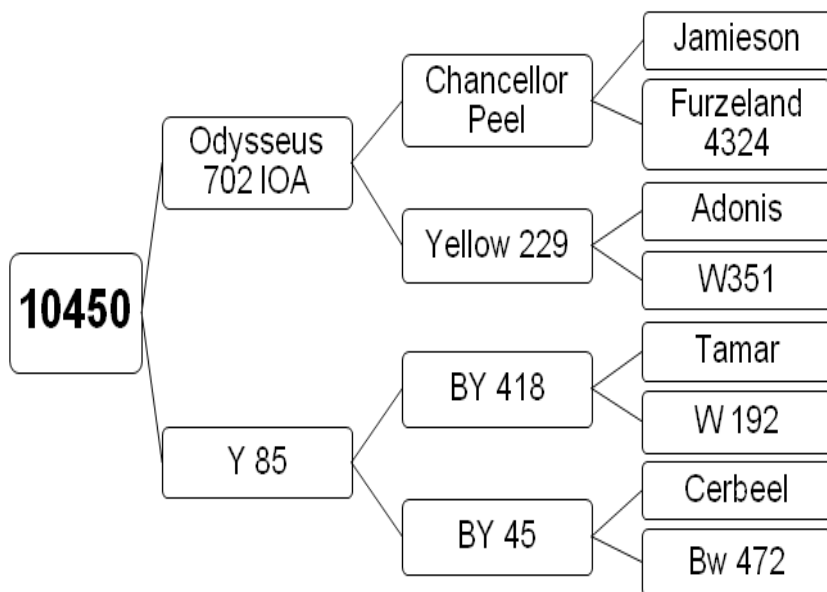 Jamieson
Chancellor
Peel
Furzeland
4324
Odysseus
702 IOA
Adonis
Yellow 229
W351
10450
Tamar
BY 418
W 192
Y 85
Cerbeel
BY 45
Bw 472